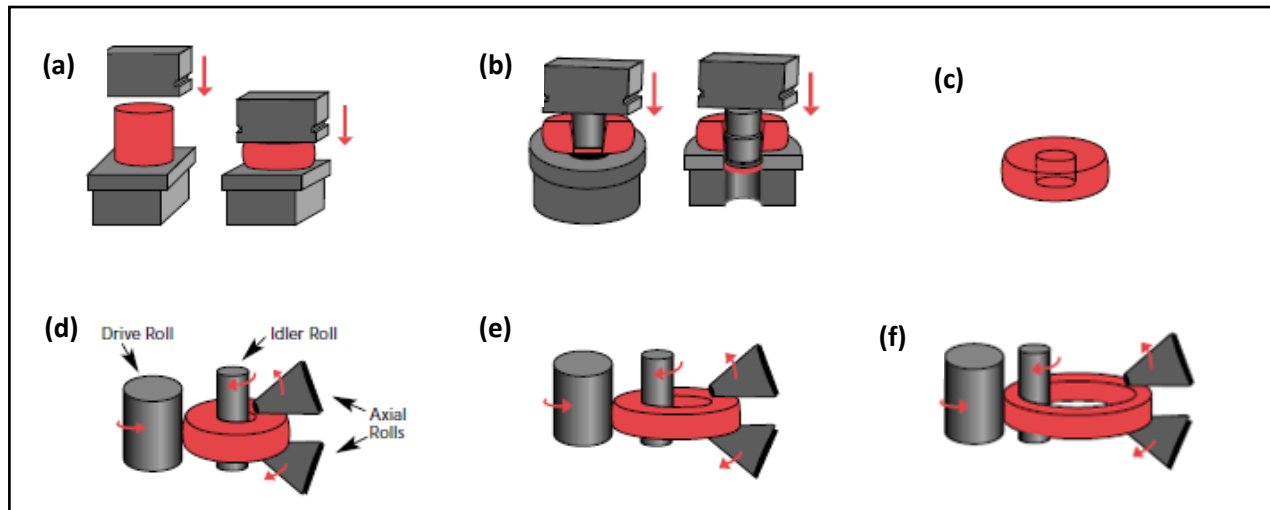 (a)
(b)
(c)
(d)
Drive Roll
Idler Roll
Axial
Rolls
(e)
(f)